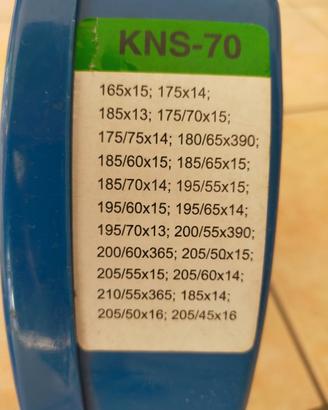 KNS-70
165x15; 175x14;
185x13; 175/70x15;
175/75x14; 180/65x390;
185/60x15; 185/65x15;
185/70x14; 195/55x15;
195/60x15; 195/65x14;
195/70x13; 200/55x390;
200/60x365; 205/50x15;
205/55x15; 205/60x14;
210/55x365; 185x14;
205/50x16; 205/45x16